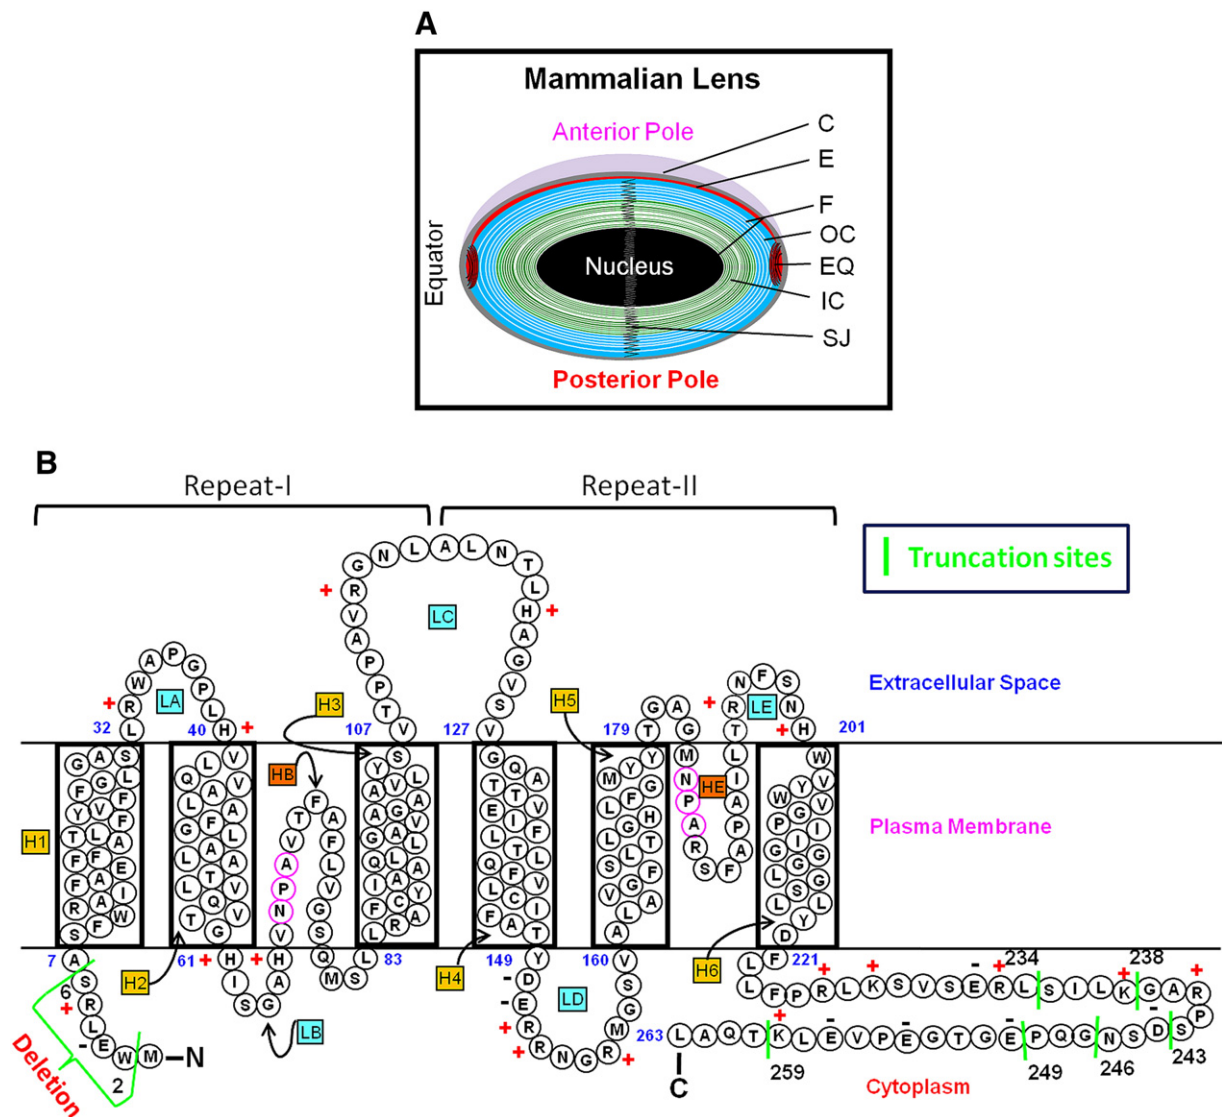 A
Mammalian Lens
Anterior Pole
C
E
F
OC
EQ
IC
SJ
Equator
Nucleus
Posterior Pole
B
Repeat-I
Repeat-II
Truncation sites
Extracellular Space
Plasma Membrane
Cytoplasm
LA
LB
LC
LD
LE
H1
H2
H3
H4
H5
H6
HB
HE
32
40
107
127
179
201
7
61
83
149
160
221
234
238
263
259
249
246
243
6
2
Deletion
N
C
M W E L R S A
L R W A P G P L H
H I S G A H V N P A V T F A F L V G S Q M S L
V T P P A V R G N L A L N T L H A G V S V
Y D E R R N G R M G S V
T G A G M N P A R S F A P A I L T R N F S N H
F L L F P R L K S V S E R L S I L K G A R
P S D S N G Q P E G T G E P V E L K T Q A L